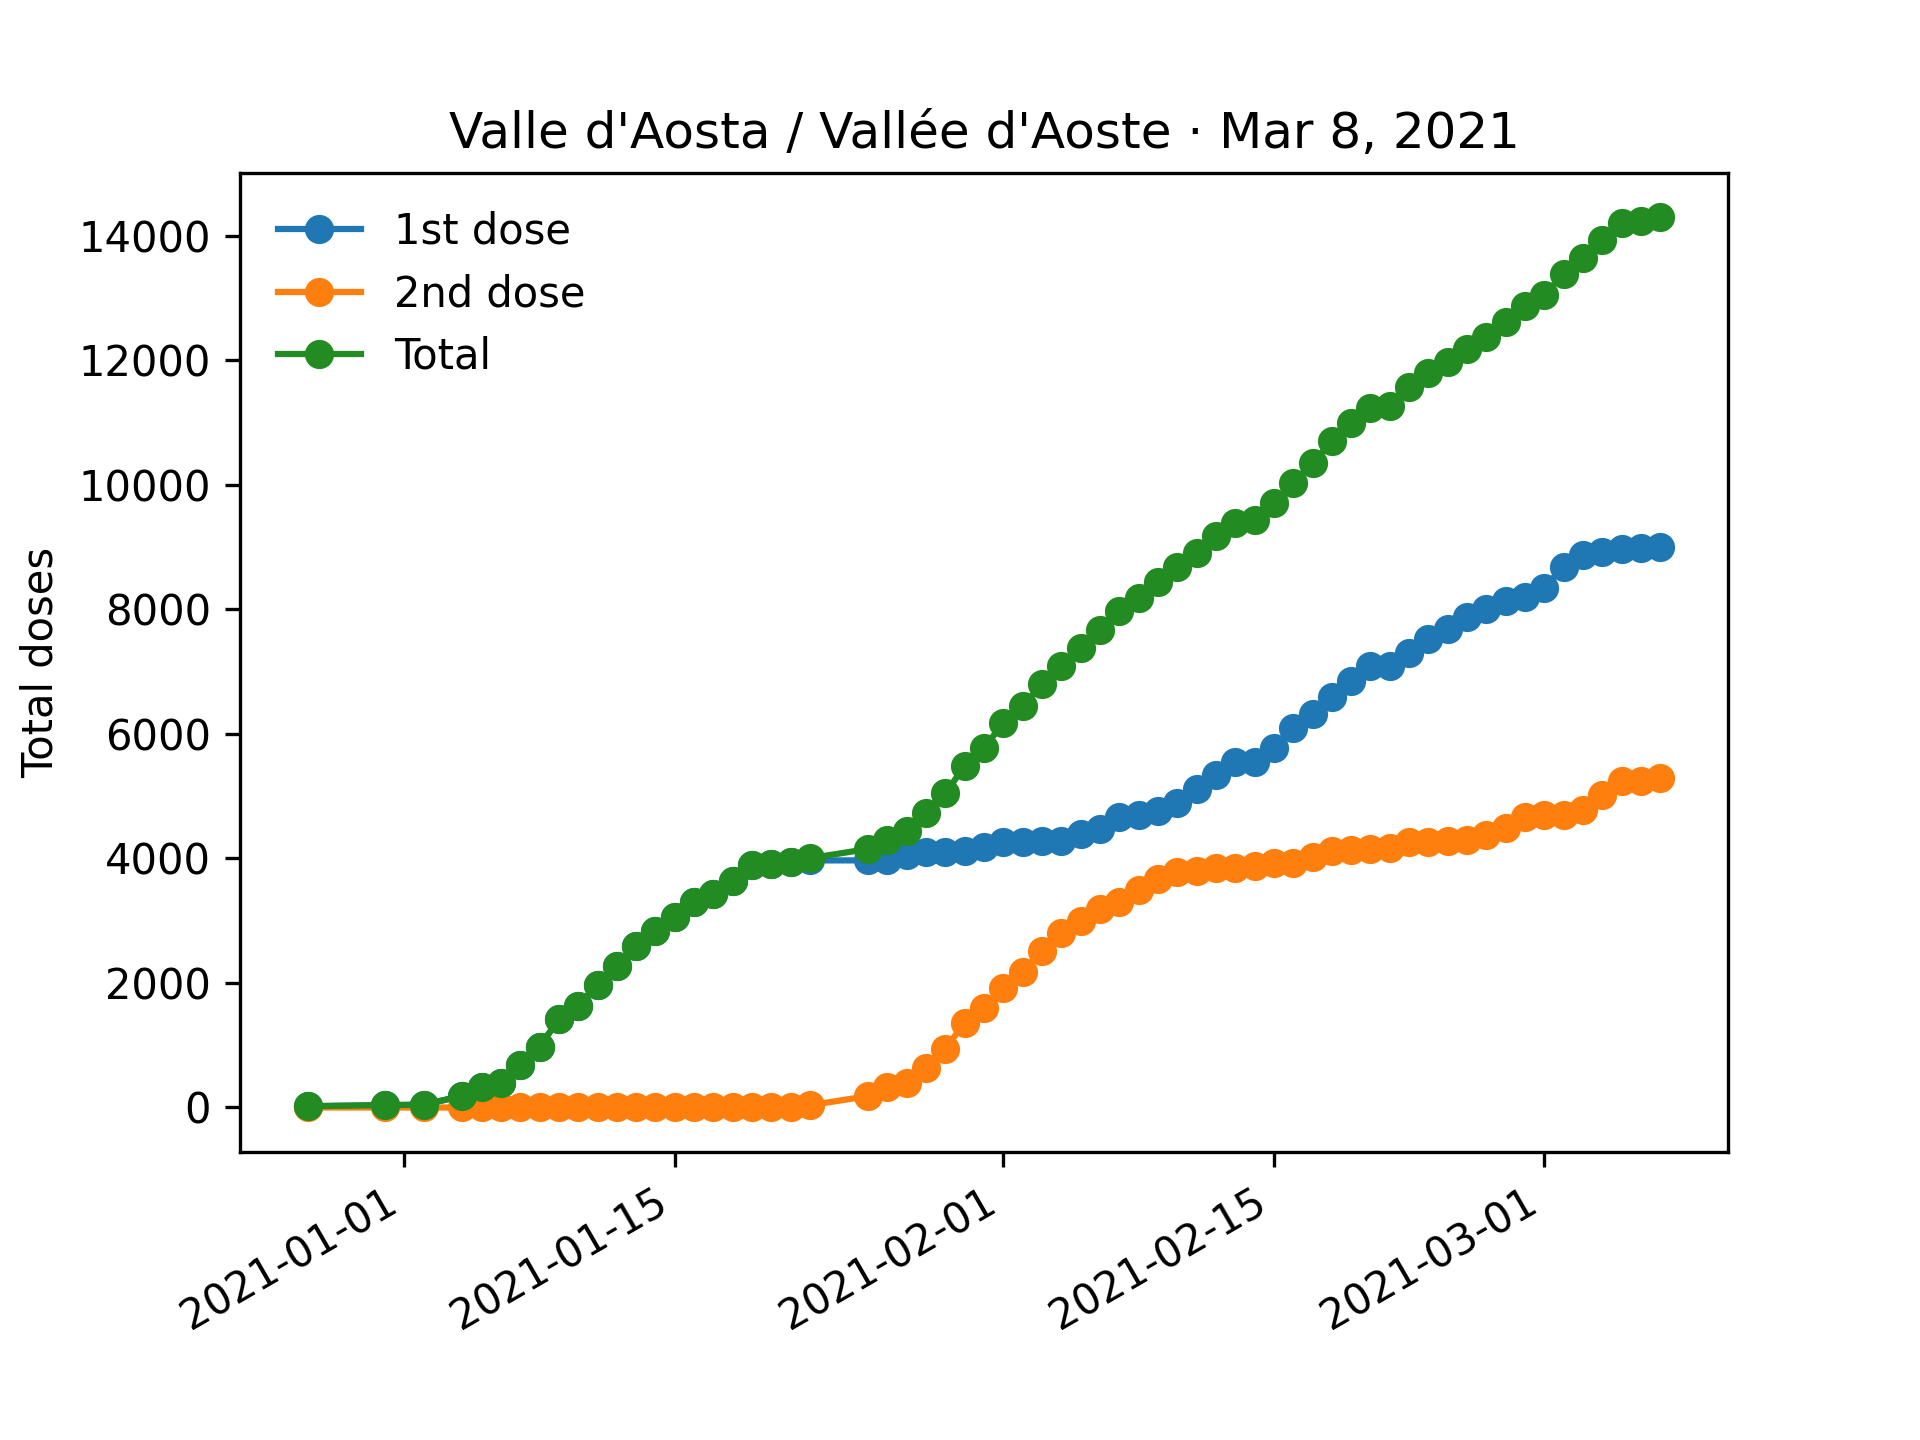 Valle d'Aosta / Vallée d'Aoste · Mar 8, 2021
1st dose
2nd dose
Total
Total doses
14000
12000
10000
8000
6000
4000
2000
0
2021-01-01
2021-01-15
2021-02-01
2021-02-15
2021-03-01